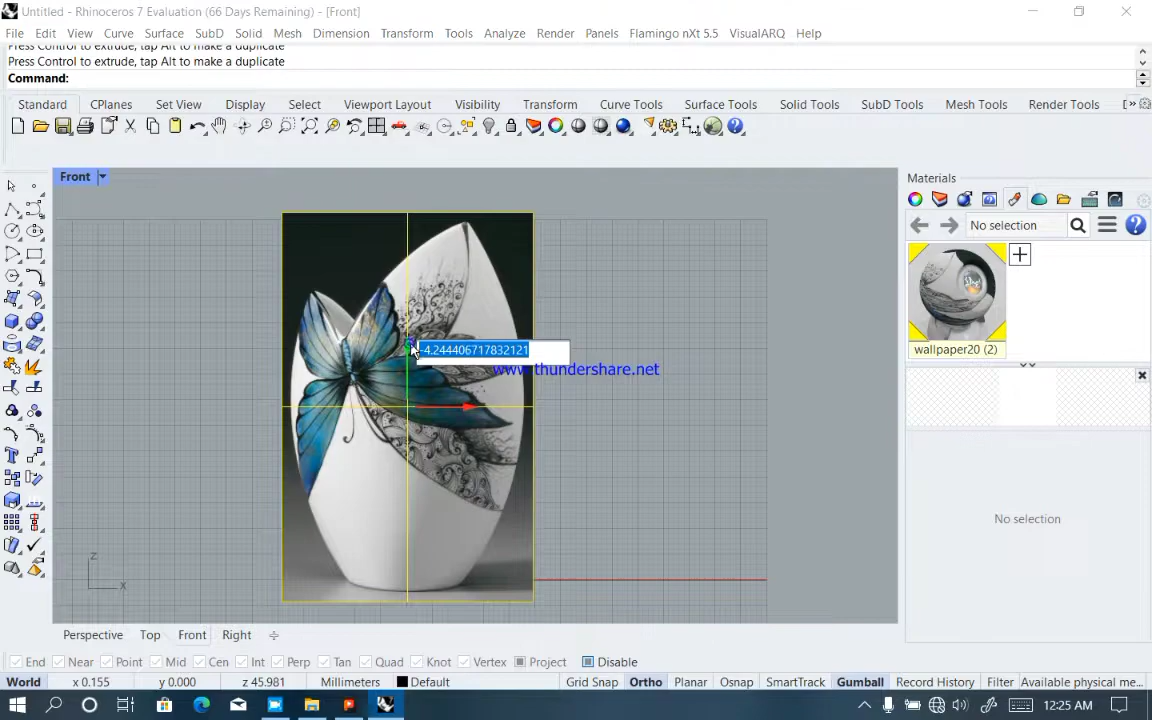 Untitled - Rhinoceros 7 Evaluation (66 Days Remaining) - [Front]
File Edit View Curve Surface Solid SubD Mesh Dimension Transform Tools Analyze Render Panels Flamingo nXt 5.5 VisualARQ Help
Press Control to extrude, tap Alt to make a duplicate
Press Control to extrude, tap Alt to make a duplicate
Command:
Standard CPlanes Set View Display Select Viewport Layout Visibility Transform Curve Tools Surface Tools Solid Tools SubD Tools Mesh Tools Render Tools »
Front
Materials
No selection
wallpaper20 (2)
-4.244406717832121
www.thundershare.net
No selection
z
x
Perspective Top Front Right
End Near Point Mid Cen Int Perp Tan Quad Knot Vertex Project Disable
World x 0.155 y 0.000 z 45.981 Millimeters Default Grid Snap Ortho Planar Osnap SmartTrack Gumball Record History Filter Available physical me...
12:25 AM